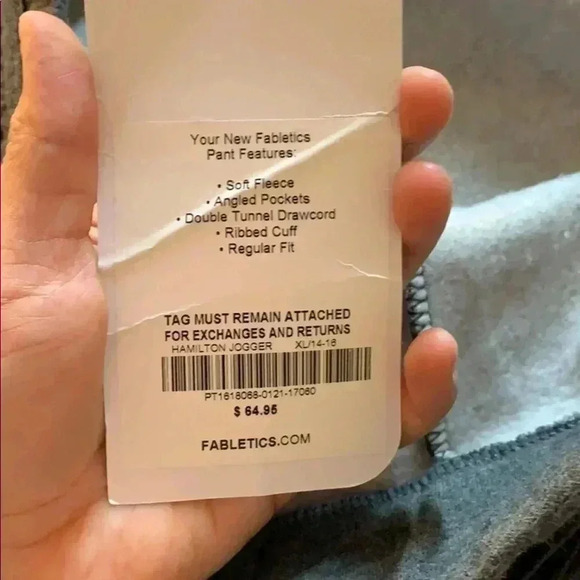 Your New Fabletics
Pant Features:
• Soft Fleece
• Angled Pockets
• Double Tunnel Drawcord
• Ribbed Cuff
• Regular Fit
TAG MUST REMAIN ATTACHED
FOR EXCHANGES AND RETURNS
HAMILTON JOGGER XL/14-16
PT1618068-0121-17060
$ 64.95
FABLETICS.COM